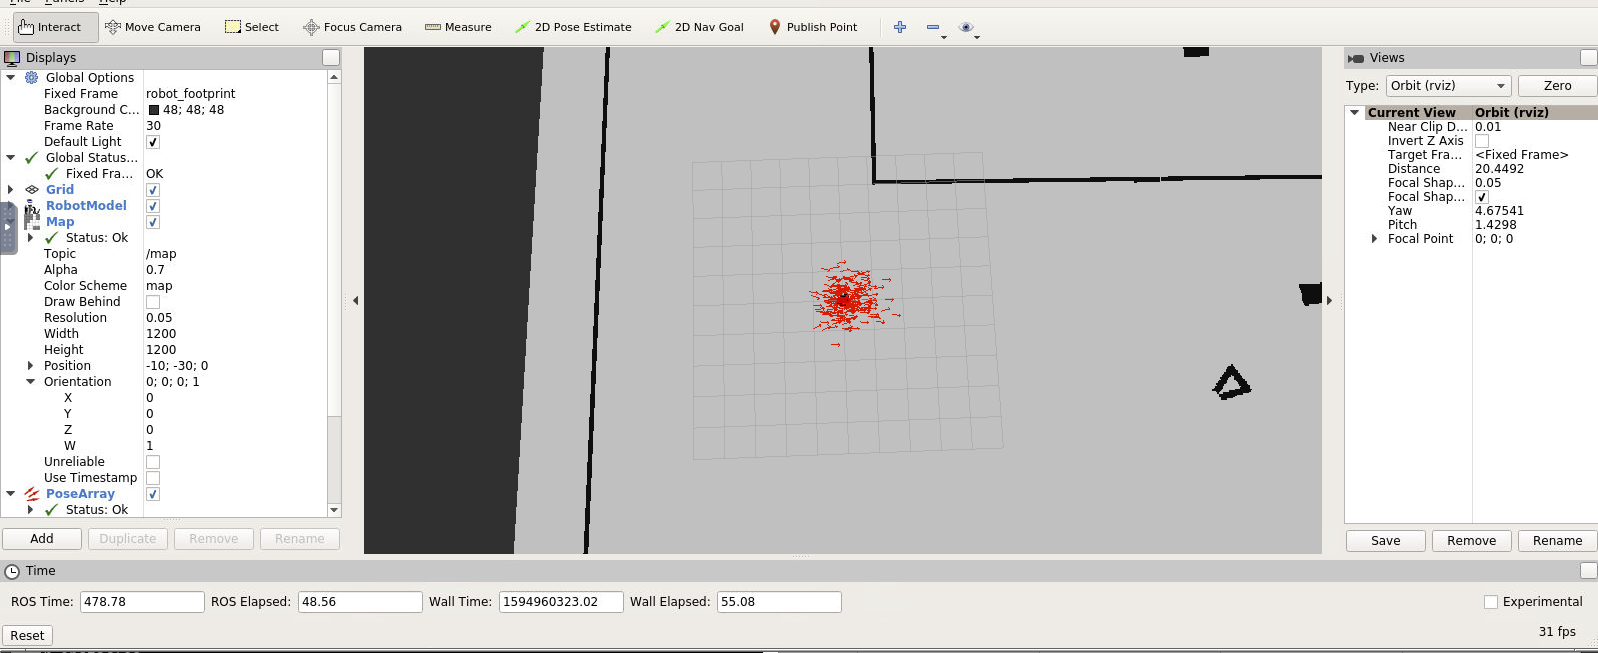 File Panels Help
Interact Move Camera Select Focus Camera Measure 2D Pose Estimate 2D Nav Goal Publish Point
Displays
Global Options
Fixed Frame robot_footprint
Background C... 48; 48; 48
Frame Rate 30
Default Light
Global Status...
Fixed Fra... OK
Grid
RobotModel
Map
Status: Ok
Topic /map
Alpha 0.7
Color Scheme map
Draw Behind
Resolution 0.05
Width 1200
Height 1200
Position -10; -30; 0
Orientation 0; 0; 0; 1
X 0
Y 0
Z 0
W 1
Unreliable
Use Timestamp
PoseArray
Status: Ok
Add Duplicate Remove Rename
Views
Type: Orbit (rviz) Zero
Current View Orbit (rviz)
Near Clip D... 0.01
Invert Z Axis
Target Fra... <Fixed Frame>
Distance 20.4492
Focal Shap... 0.05
Focal Shap...
Yaw 4.67541
Pitch 1.4298
Focal Point 0; 0; 0
Save Remove Rename
Time
ROS Time: 478.78 ROS Elapsed: 48.56 Wall Time: 1594960323.02 Wall Elapsed: 55.08 Experimental
Reset 31 fps